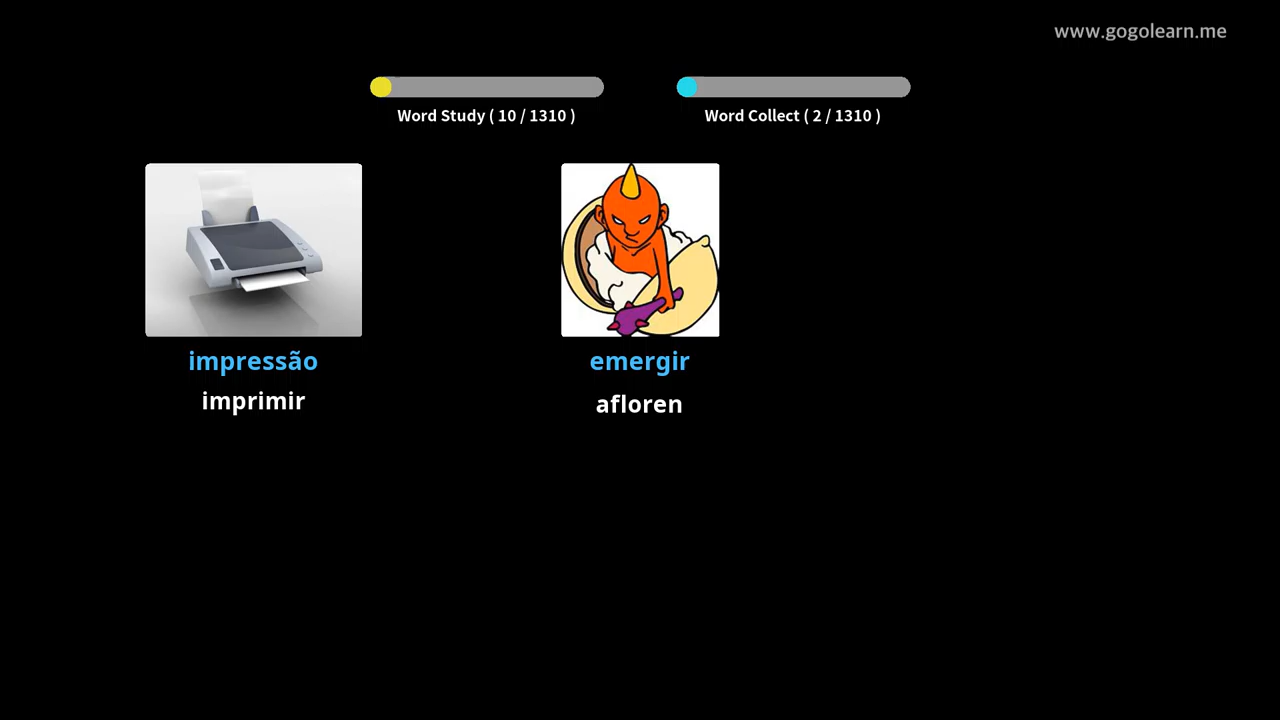 www.gogolearn.me
Word Study ( 10 / 1310 )
Word Collect ( 2 / 1310 )
impressão
imprimir
emergir
afloren